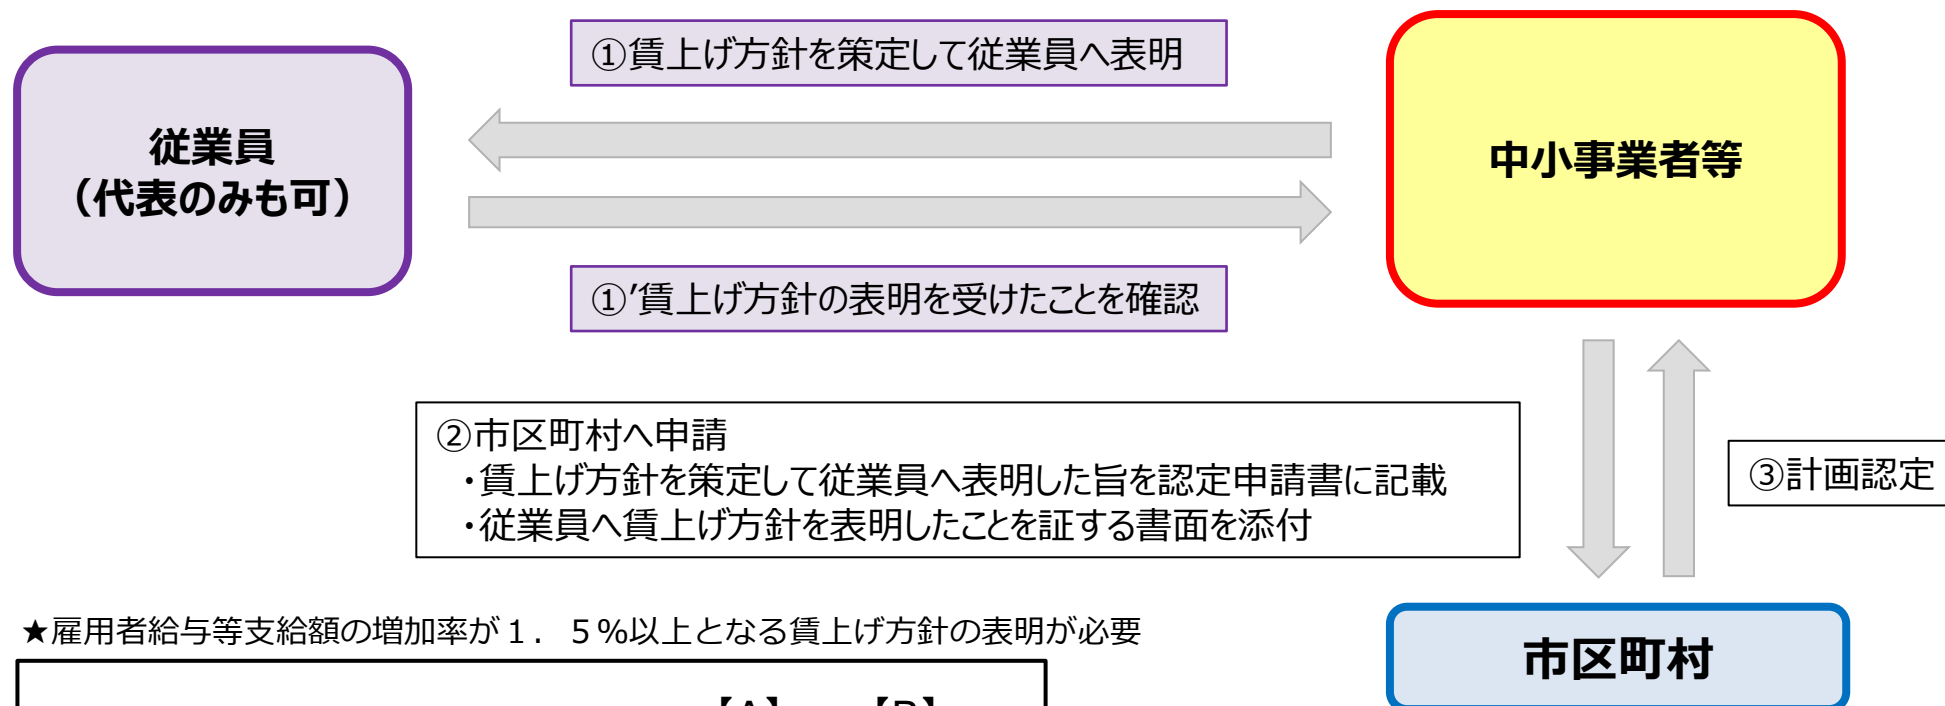 ①賃上げ方針を策定して従業員へ表明
従業員
（代表のみも可）
中小事業者等
①’賃上げ方針の表明を受けたことを確認
②市区町村へ申請
・賃上げ方針を策定して従業員へ表明した旨を認定申請書に記載
・従業員へ賃上げ方針を表明したことを証する書面を添付
③計画認定
★雇用者給与等支給額の増加率が１．５%以上となる賃上げ方針の表明が必要
市区町村
【A】 【B】